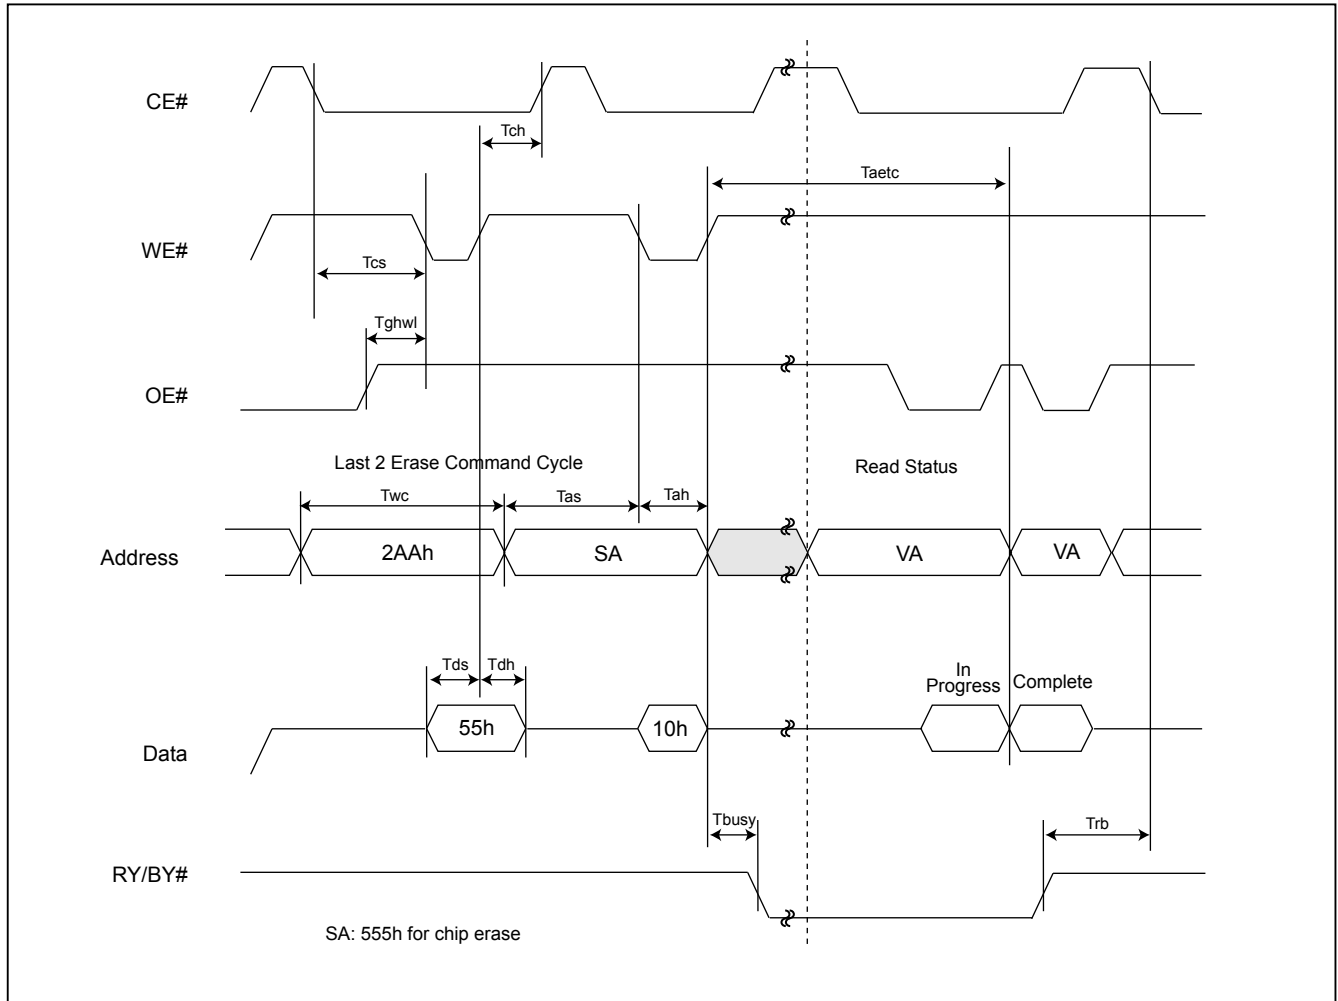 CE#
Tch
Taetc
WE#
Tcs
Tghwl
OE#
Last 2 Erase Command Cycle
Read Status
Twc
Tas
Tah
Address
2AAh
SA
VA
VA
Tds
Tdh
In
Progress
Complete
55h
10h
Data
Tbusy
Trb
RY/BY#
SA: 555h for chip erase